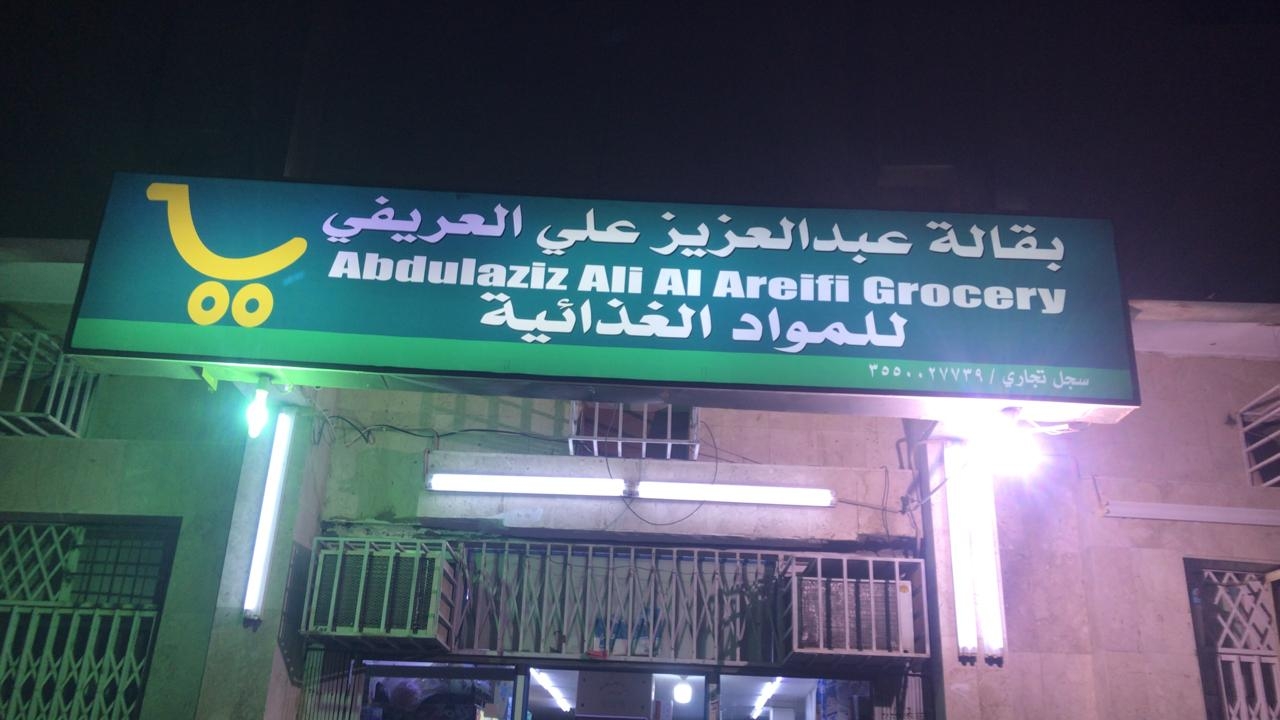 بقالة عبدالعزيز علي العريفي
Abdulaziz Ali Al Areifi Grocery
للمواد الغذائية
سجل تجاري / ٣٥٥٠٠٢٧٧٣٩